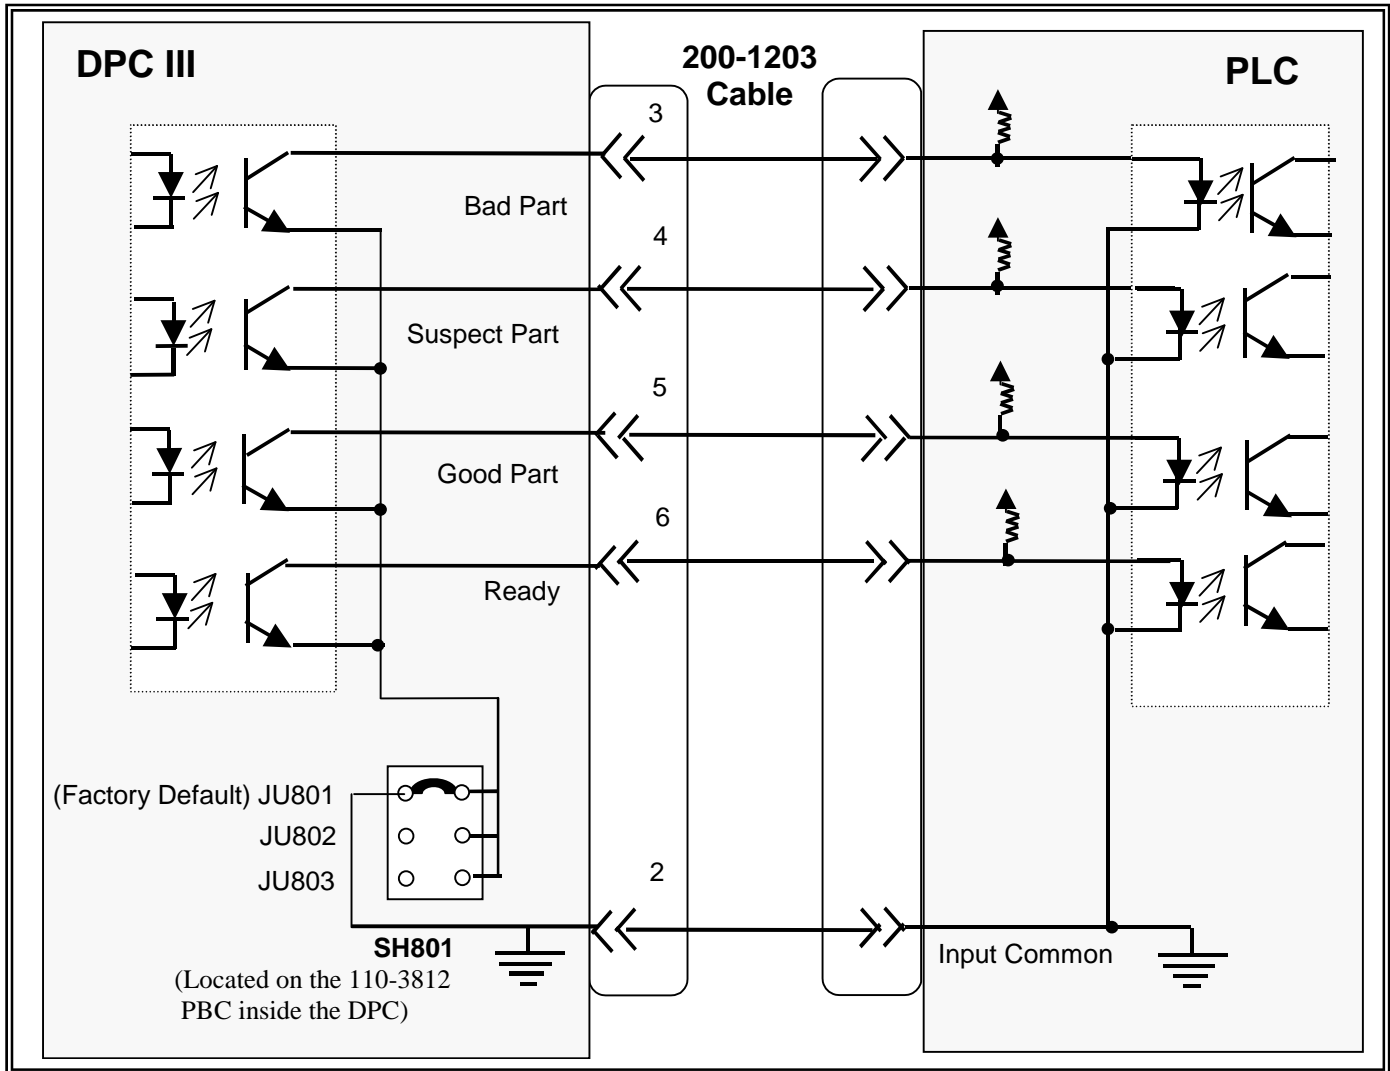 DPC III
200-1203
Cable
PLC
3
Bad Part
4
Suspect Part
5
Good Part
6
Ready
(Factory Default) JU801
JU802
JU803
2
SH801
(Located on the 110-3812
PBC inside the DPC)
Input Common